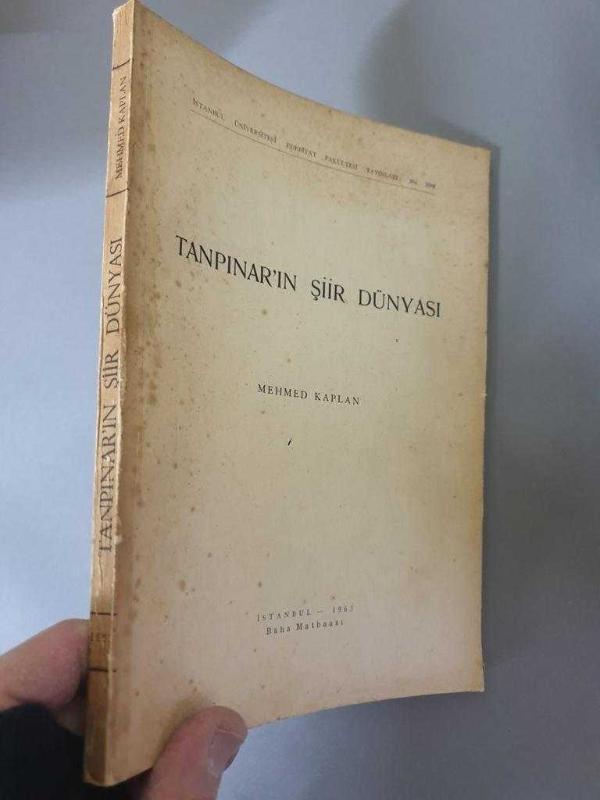 İSTANBUL ÜNİVERSİTESİ EDEBİYAT FAKÜLTESİ YAYINLARI
TANPINAR'IN ŞİİR DÜNYASI
MEHMED KAPLAN
İSTANBUL — 1963
Baha Matbaası
MEHMED KAPLAN
TANPINAR'IN ŞİİR DÜNYASI